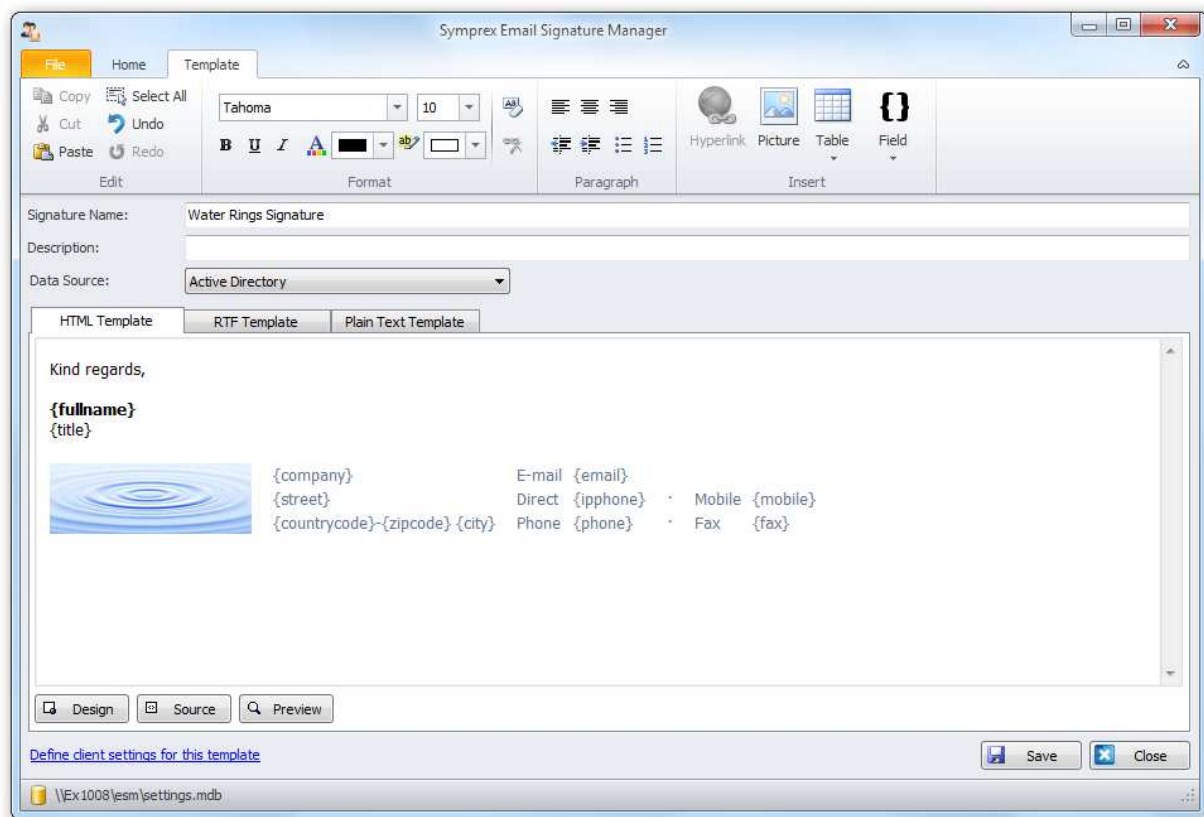 Symprex Email Signature Manager
File Home Template
Copy Select All
Cut Undo
Paste Redo
Edit
Tahoma 10
B U I A ab
Format
Paragraph
Hyperlink Picture Table Field
Insert
Signature Name: Water Rings Signature
Description:
Data Source: Active Directory
HTML Template RTF Template Plain Text Template
Kind regards,
{fullname}
{title}
{company} E-mail {email}
{street} Direct {ipphone} · Mobile {mobile}
{countrycode}-{zipcode} {city} Phone {phone} · Fax {fax}
Design Source Preview
Define client settings for this template
Save Close
\\Ex1008\esm\settings.mdb